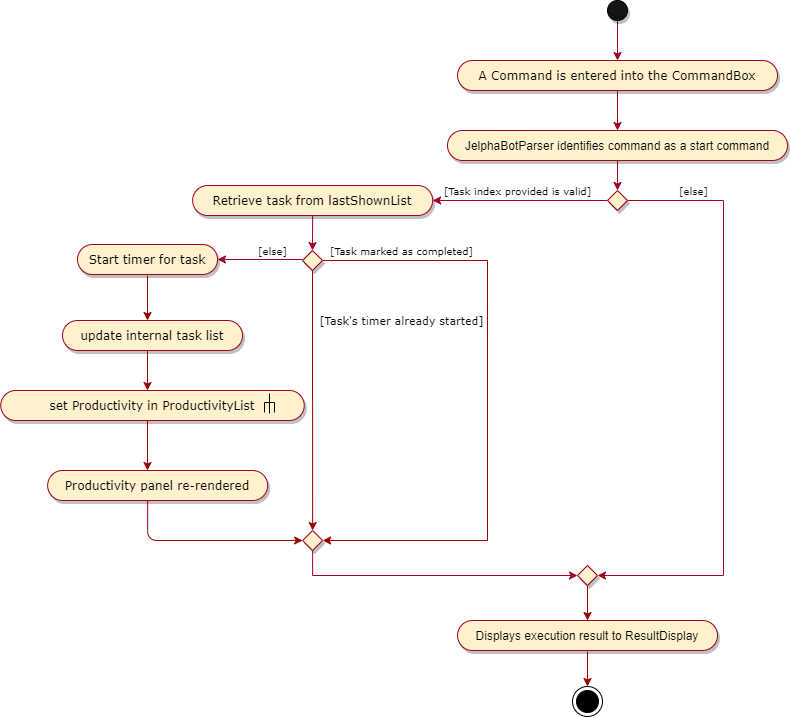 A Command is entered into the CommandBox
JelphaBotParser identifies command as a start command
[Task index provided is valid]
[else]
Retrieve task from lastShownList
[else]
[Task marked as completed]
Start timer for task
[Task's timer already started]
update internal task list
set Productivity in ProductivityList
Productivity panel re-rendered
Displays execution result to ResultDisplay